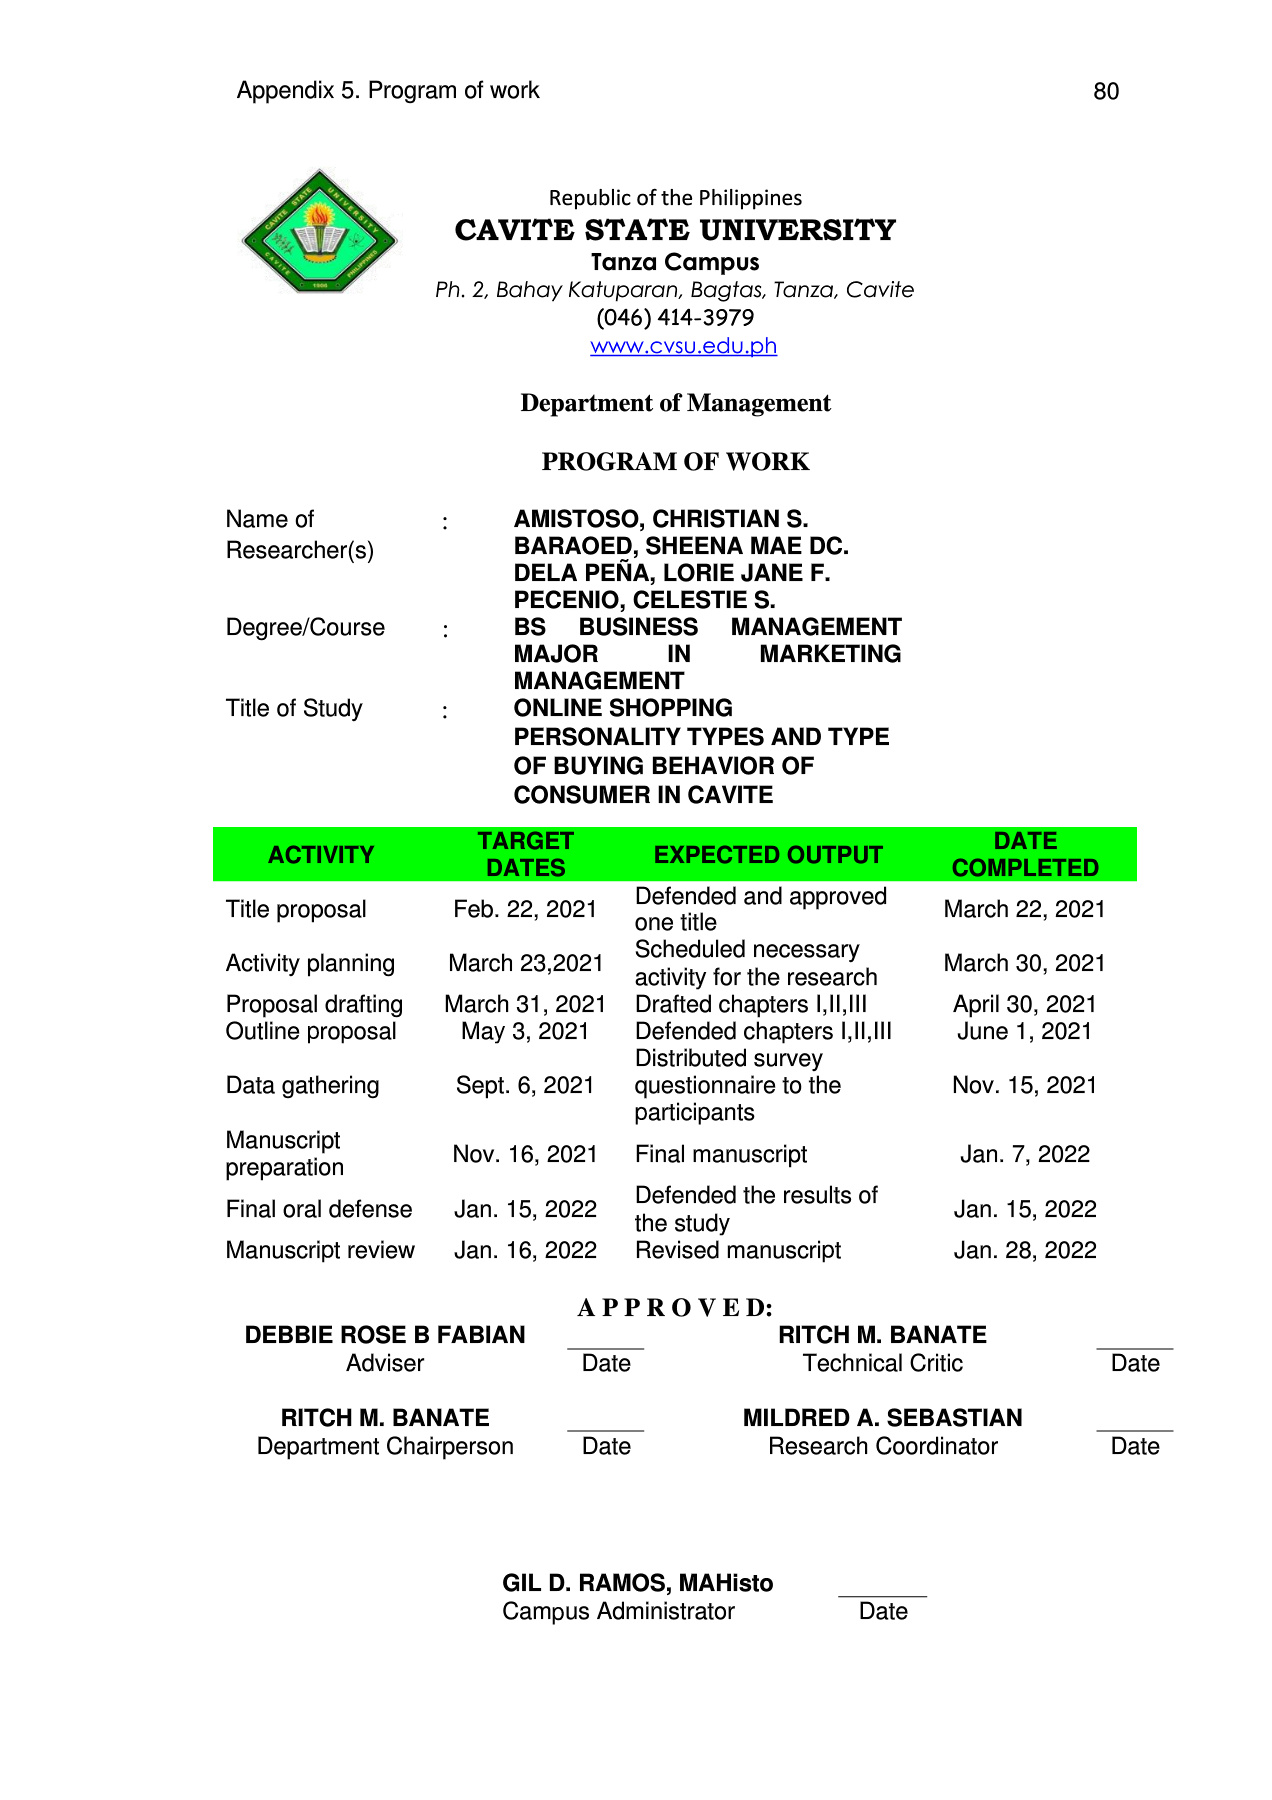 Appendix 5. Program of work 80
CAVITE STATE UNIVERSITY
CAVITE PHILIPPINES
1906
Republic of the Philippines
CAVITE STATE UNIVERSITY
Tanza Campus
Ph. 2, Bahay Katuparan, Bagtas, Tanza, Cavite
(046) 414-3979
www.cvsu.edu.ph
Department of Management
PROGRAM OF WORK
Name of Researcher(s) : AMISTOSO, CHRISTIAN S.
BARAOED, SHEENA MAE DC.
DELA PEÑA, LORIE JANE F.
PECENIO, CELESTIE S.
Degree/Course : BS BUSINESS MANAGEMENT
MAJOR IN MARKETING
MANAGEMENT
Title of Study : ONLINE SHOPPING
PERSONALITY TYPES AND TYPE
OF BUYING BEHAVIOR OF
CONSUMER IN CAVITE
ACTIVITY TARGET DATES EXPECTED OUTPUT DATE COMPLETED
Title proposal Feb. 22, 2021 Defended and approved one title March 22, 2021
Activity planning March 23,2021 Scheduled necessary activity for the research March 30, 2021
Proposal drafting March 31, 2021 Drafted chapters I,II,III April 30, 2021
Outline proposal May 3, 2021 Defended chapters I,II,III June 1, 2021
Data gathering Sept. 6, 2021 Distributed survey questionnaire to the participants Nov. 15, 2021
Manuscript preparation Nov. 16, 2021 Final manuscript Jan. 7, 2022
Final oral defense Jan. 15, 2022 Defended the results of the study Jan. 15, 2022
Manuscript review Jan. 16, 2022 Revised manuscript Jan. 28, 2022
A P P R O V E D:
DEBBIE ROSE B FABIAN ______ RITCH M. BANATE ______
Adviser Date Technical Critic Date
RITCH M. BANATE ______ MILDRED A. SEBASTIAN ______
Department Chairperson Date Research Coordinator Date
GIL D. RAMOS, MAHisto _______
Campus Administrator Date